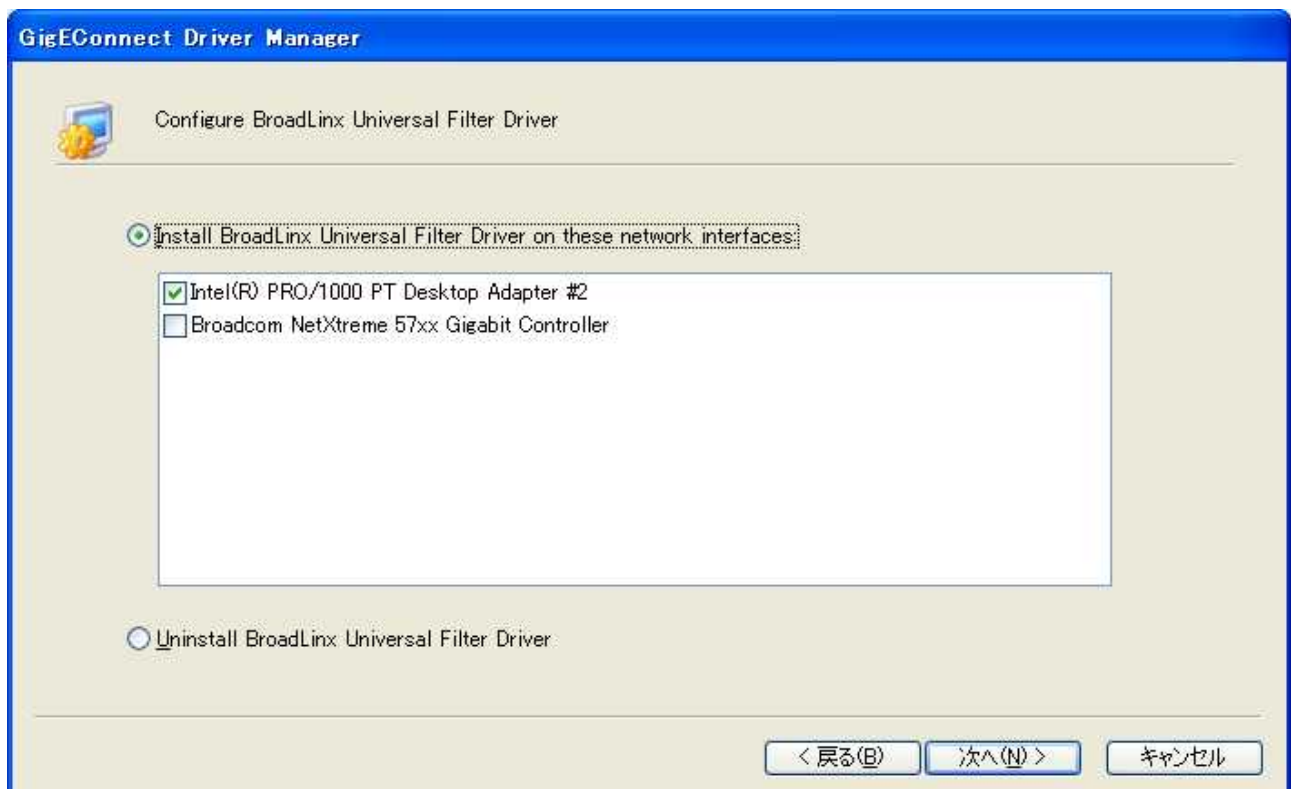 GigEConnect Driver Manager
Configure BroadLinx Universal Filter Driver
Install BroadLinx Universal Filter Driver on these network interfaces:
Intel(R) PRO/1000 PT Desktop Adapter #2
Broadcom NetXtreme 57xx Gigabit Controller
Uninstall BroadLinx Universal Filter Driver
< 戻る(B) 次へ(N) > キャンセル